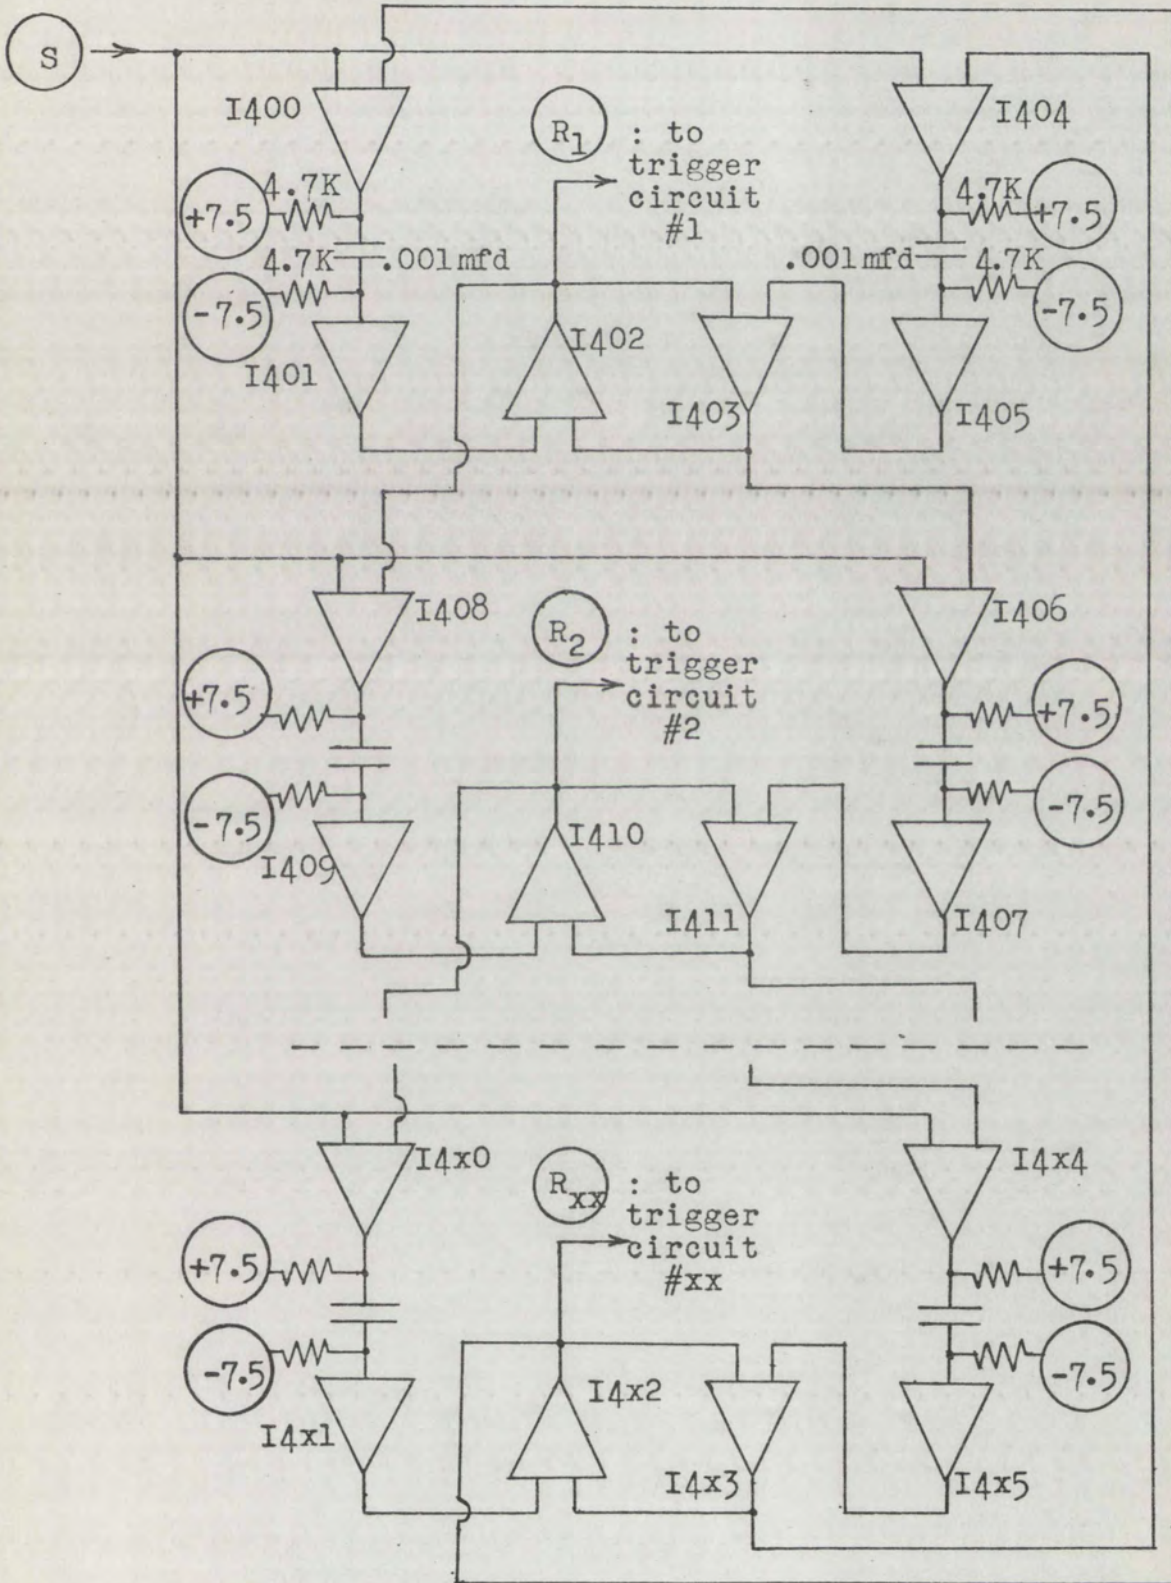 S
I400
I404
R1 : to
trigger
circuit
#1
+7.5
4.7K
4.7K
+7.5
4.7K
.001mfd
.001mfd
4.7K
-7.5
-7.5
I401
I402
I403
I405
I408
I406
R2 : to
trigger
circuit
#2
+7.5
+7.5
-7.5
-7.5
I409
I410
I411
I407
I4x0
I4x4
Rxx : to
trigger
circuit
#xx
+7.5
+7.5
-7.5
-7.5
I4x1
I4x2
I4x3
I4x5